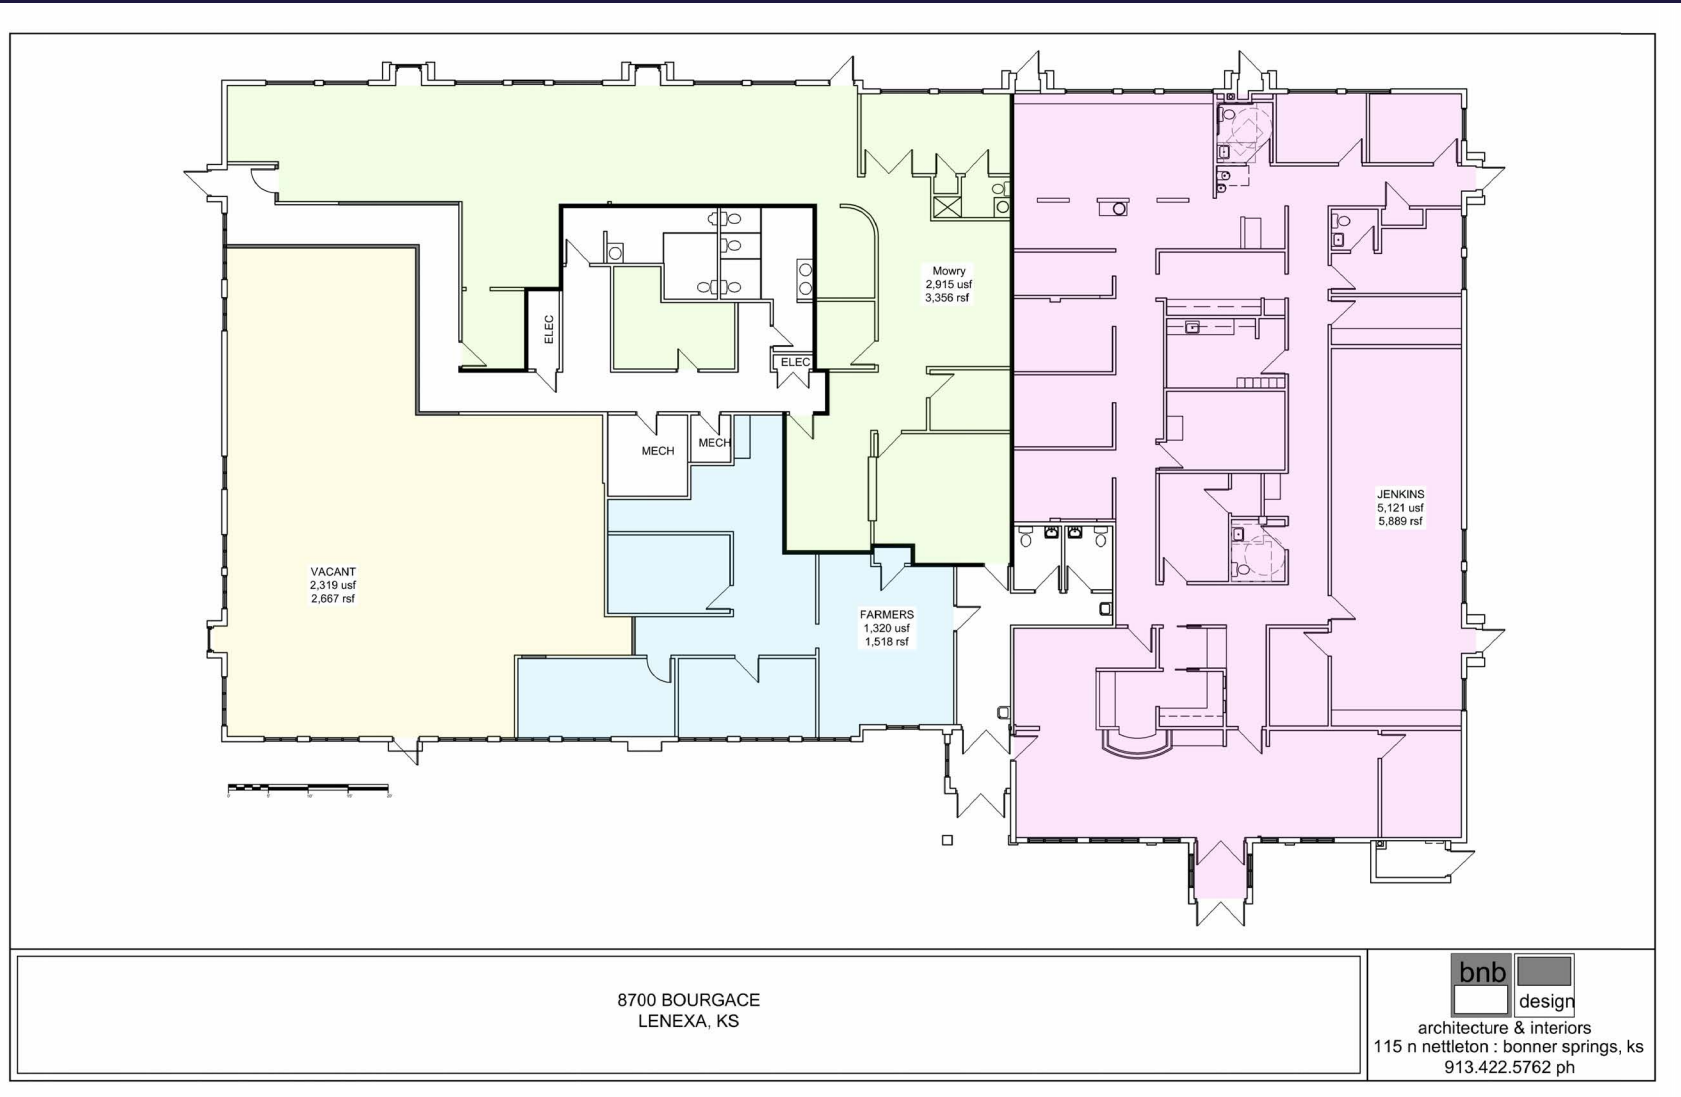 Mowry
2,915 usf
3,356 rsf
ELEC
ELEC
MECH
MECH
JENKINS
5,121 usf
5,889 rsf
VACANT
2,319 usf
2,667 rsf
FARMERS
1,320 usf
1,518 rsf
8700 BOURGACE
LENEXA, KS
bnb
design
architecture & interiors
115 n nettleton : bonner springs, ks
913.422.5762 ph